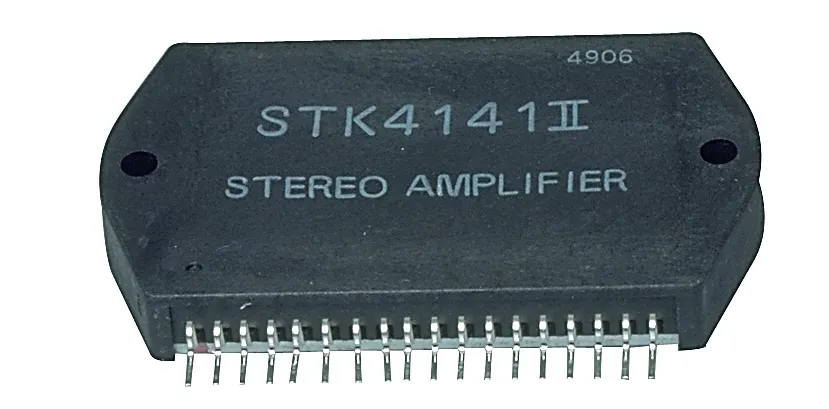 4906
STK4141II
STEREO AMPLIFIER